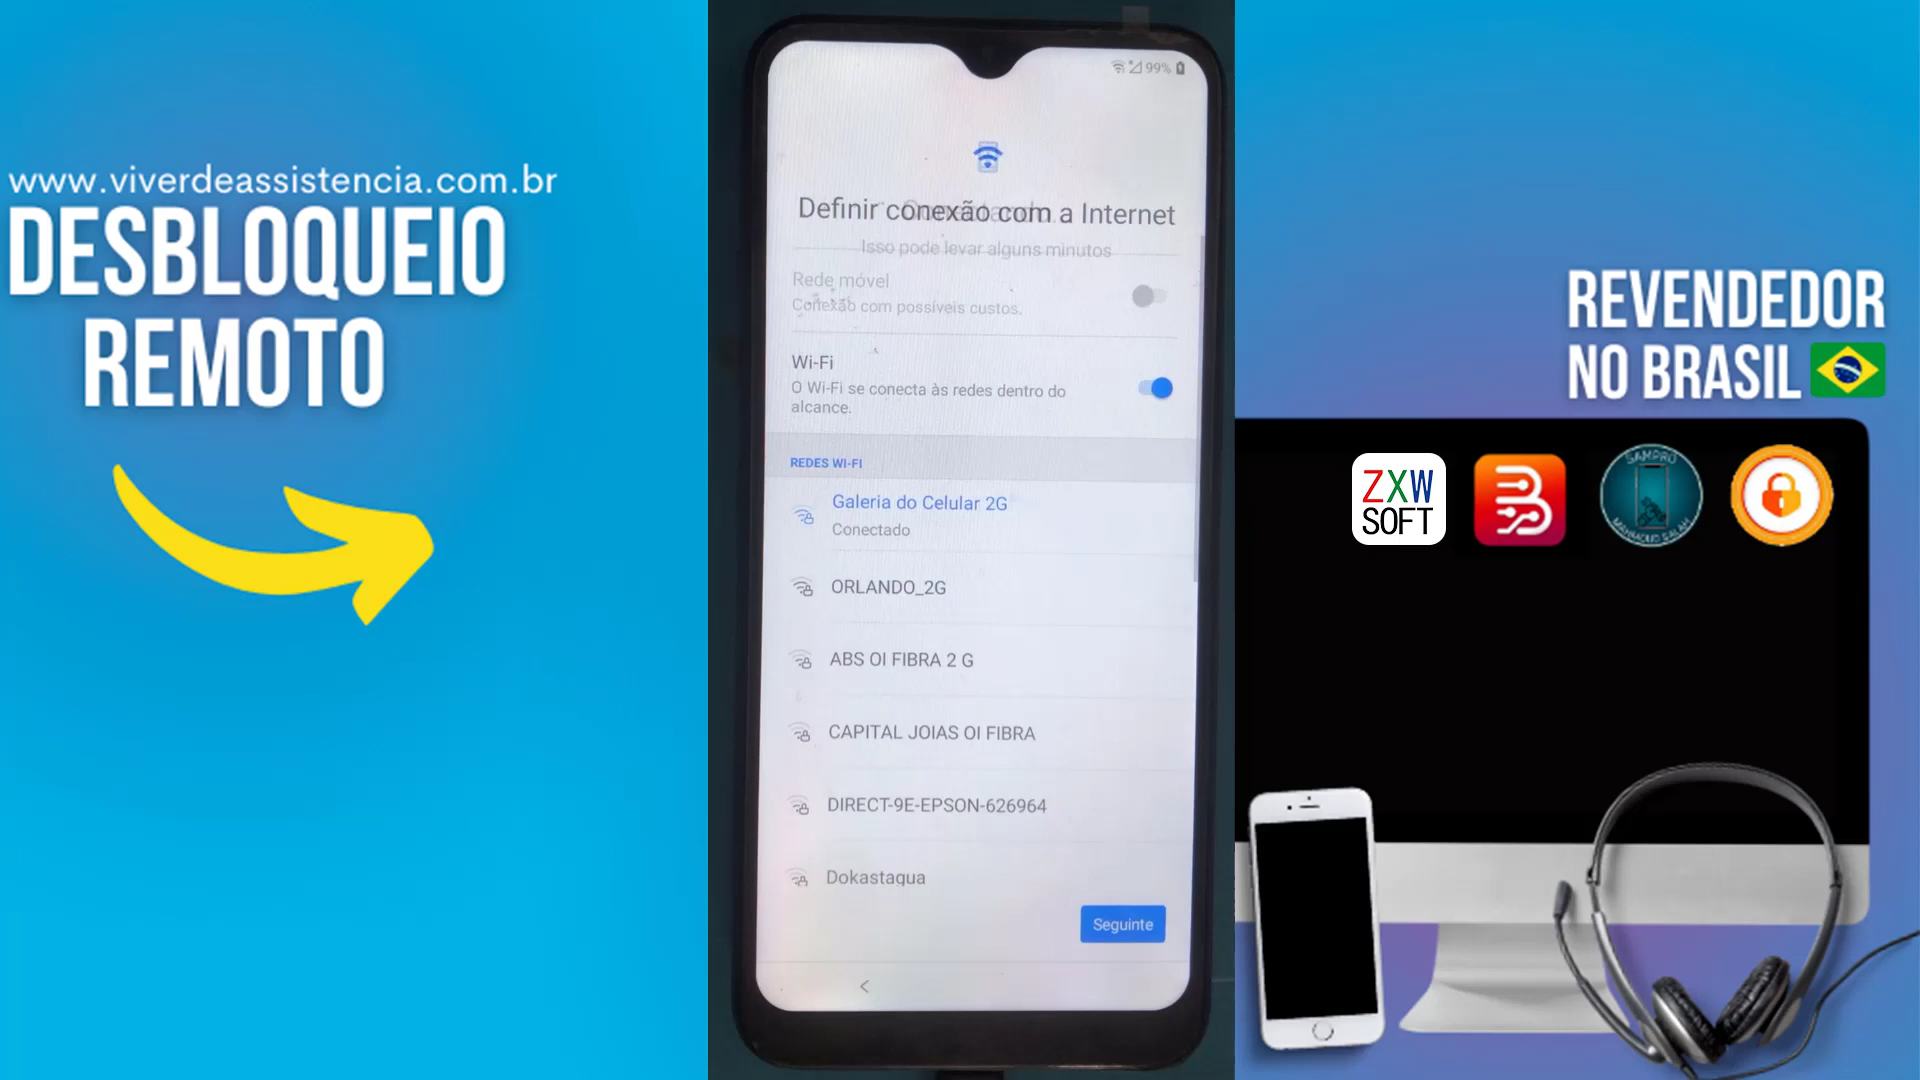 www.viverdeassistencia.com.br
DESBLOQUEIO
REMOTO
99%
Definir conexão com a Internet
Isso pode levar alguns minutos
Rede móvel
Conexão com possíveis custos.
Wi-Fi
O Wi-Fi se conecta às redes dentro do
alcance.
REDES WI-FI
Galeria do Celular 2G
Conectado
ORLANDO_2G
ABS OI FIBRA 2 G
CAPITAL JOIAS OI FIBRA
DIRECT-9E-EPSON-626964
Dokastagua
Seguinte
REVENDEDOR
NO BRASIL
ZXW
SOFT
SAMPRO
MAHMOUD SALAH